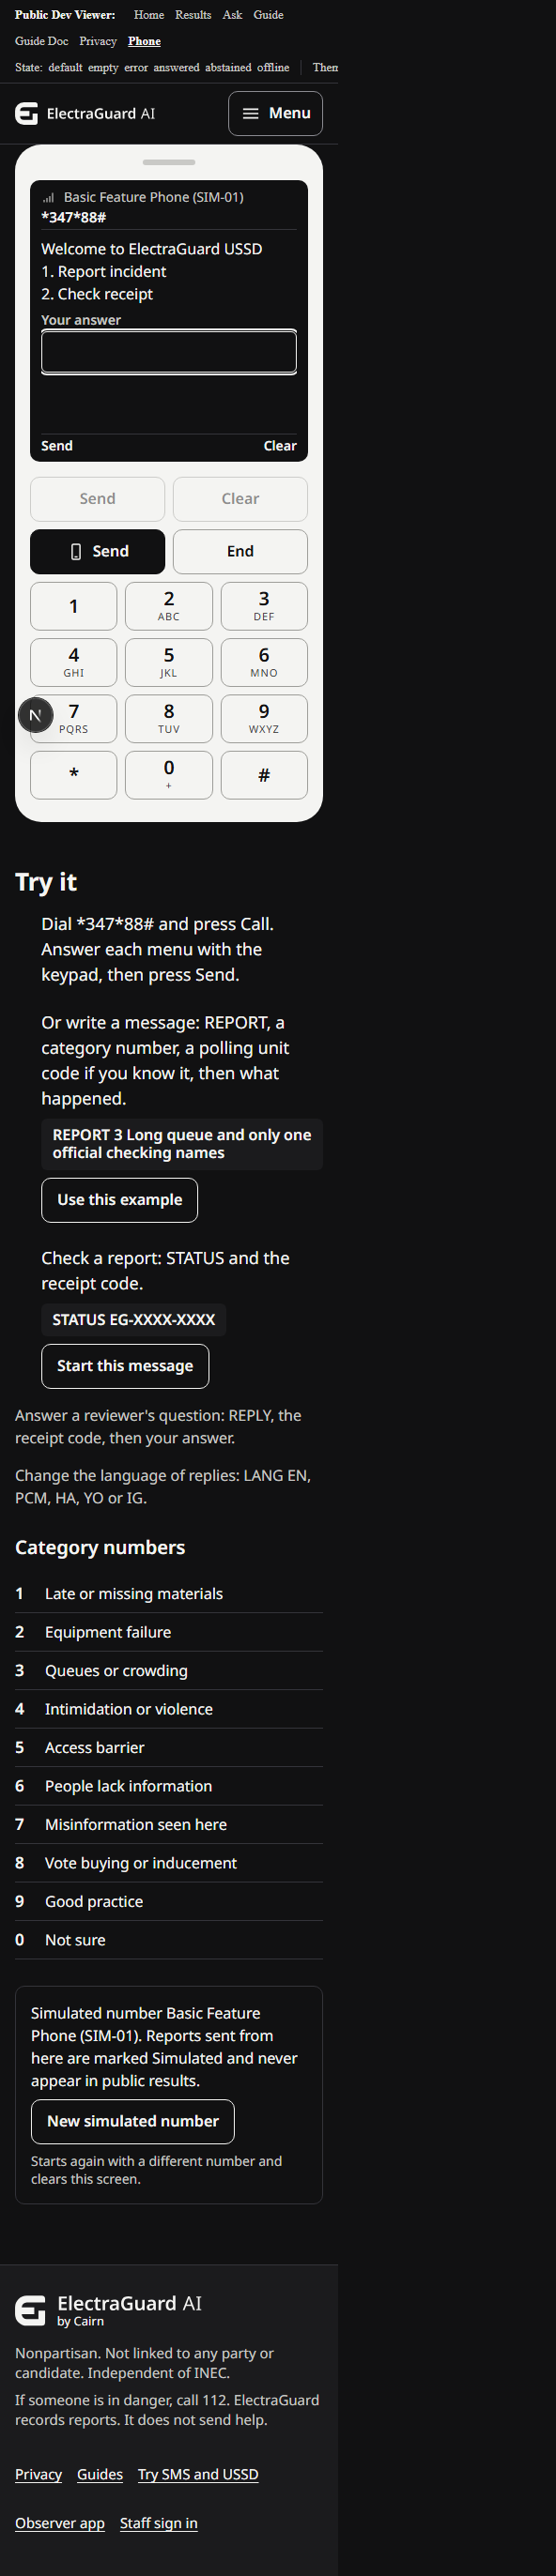 Public Dev Viewer: Home Results Ask Guide
Guide Doc Privacy Phone
State: default empty error answered abstained offline
ElectraGuard AI
Menu
Basic Feature Phone (SIM-01)
*347*88#
Welcome to ElectraGuard USSD
1. Report incident
2. Check receipt
Your answer
Send Clear
Send Clear
Send End
1 2 3
ABC DEF
4 5 6
GHI JKL MNO
N 7 8 9
PQRS TUV WXYZ
* 0 #
+
Try it
Dial *347*88# and press Call.
Answer each menu with the
keypad, then press Send.
Or write a message: REPORT, a
category number, a polling unit
code if you know it, then what
happened.
REPORT 3 Long queue and only one
official checking names
Use this example
Check a report: STATUS and the
receipt code.
STATUS EG-XXXX-XXXX
Start this message
Answer a reviewer's question: REPLY, the
receipt code, then your answer.
Change the language of replies: LANG EN,
PCM, HA, YO or IG.
Category numbers
1 Late or missing materials
2 Equipment failure
3 Queues or crowding
4 Intimidation or violence
5 Access barrier
6 People lack information
7 Misinformation seen here
8 Vote buying or inducement
9 Good practice
0 Not sure
Simulated number Basic Feature
Phone (SIM-01). Reports sent from
here are marked Simulated and never
appear in public results.
New simulated number
Starts again with a different number and
clears this screen.
ElectraGuard AI
by Cairn
Nonpartisan. Not linked to any party or
candidate. Independent of INEC.
If someone is in danger, call 112. ElectraGuard
records reports. It does not send help.
Privacy Guides Try SMS and USSD
Observer app Staff sign in